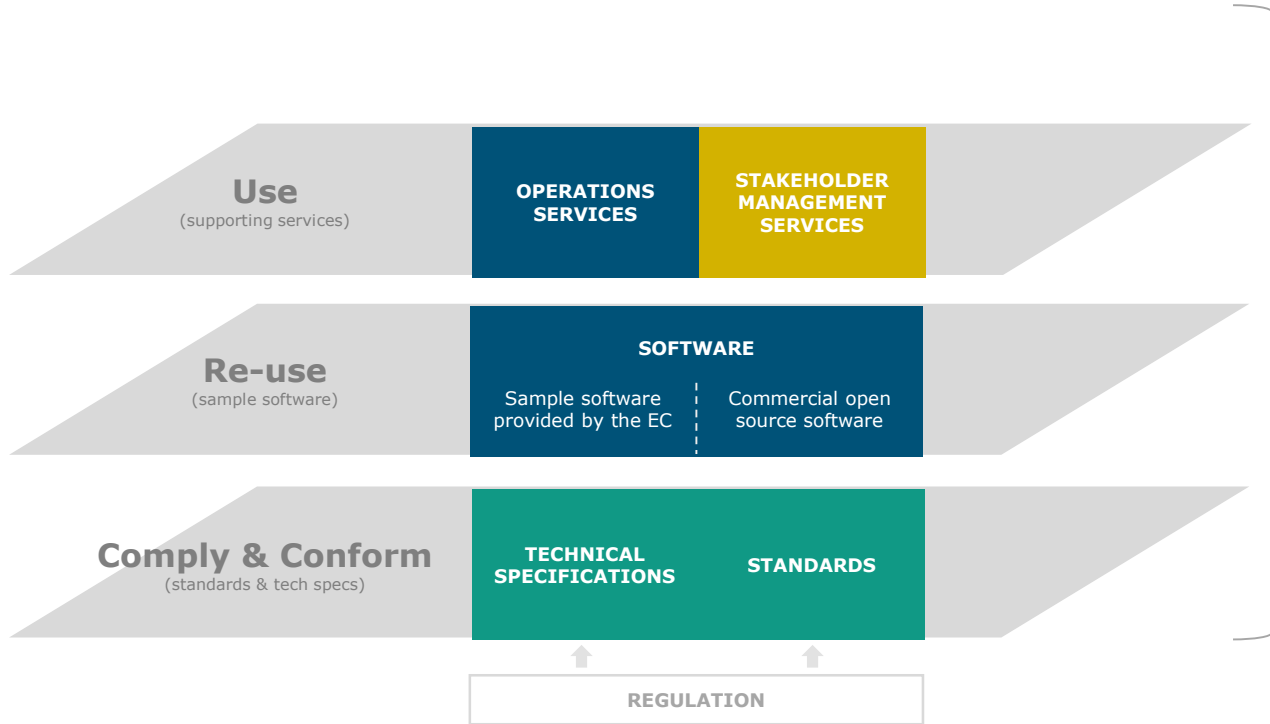 Use
(supporting services)
OPERATIONS
SERVICES
STAKEHOLDER
MANAGEMENT
SERVICES
Re-use
(sample software)
SOFTWARE
Sample software
provided by the EC
Commercial open
source software
Comply & Conform
(standards & tech specs)
TECHNICAL
SPECIFICATIONS
STANDARDS
REGULATION